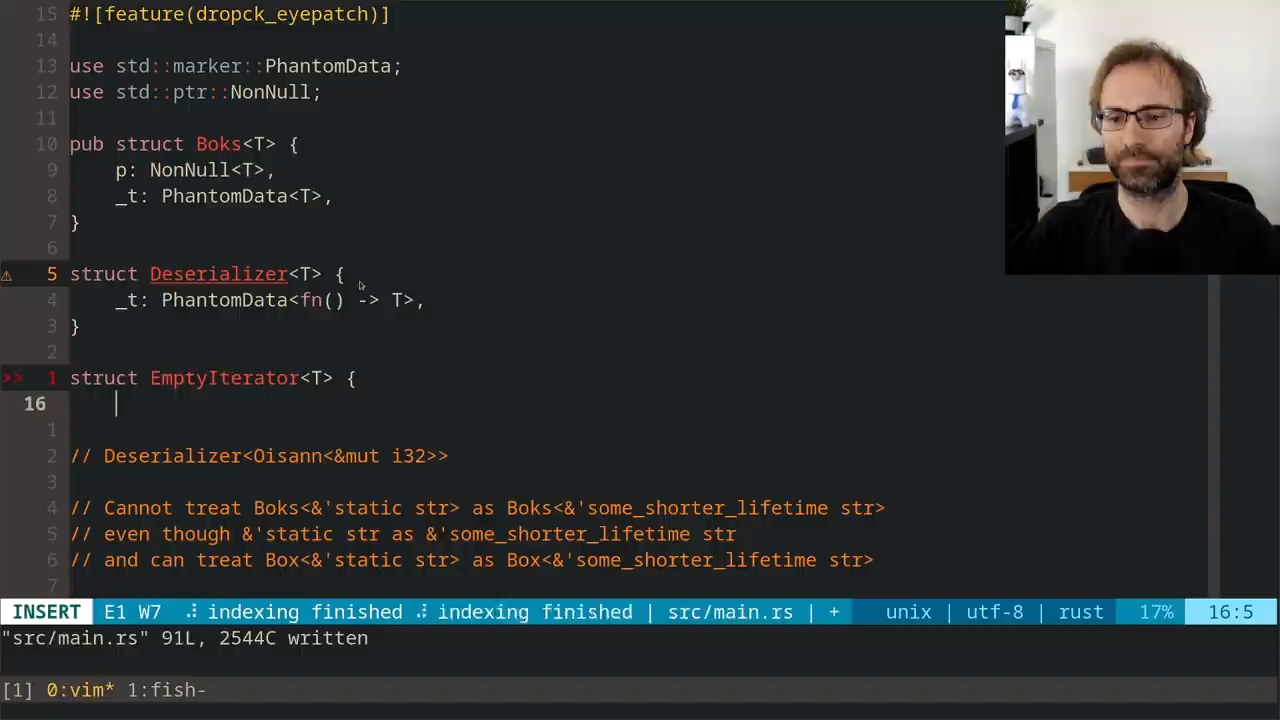 15 #![feature(dropck_eyepatch)]
14
13 use std::marker::PhantomData;
12 use std::ptr::NonNull;
11
10 pub struct Boks<T> {
9     p: NonNull<T>,
8     _t: PhantomData<T>,
7 }
6
⚠ 5 struct Deserializer<T> {
4     _t: PhantomData<fn() -> T>,
3 }
2
>> 1 struct EmptyIterator<T> {
16
1
2 // Deserializer<Oisann<&mut i32>>
3
4 // Cannot treat Boks<&'static str> as Boks<&'some_shorter_lifetime str>
5 // even though &'static str as &'some_shorter_lifetime str
6 // and can treat Box<&'static str> as Box<&'some_shorter_lifetime str>
7
INSERT E1 W7 ⠼ indexing finished ⠼ indexing finished | src/main.rs | + unix | utf-8 | rust 17% 16:5
"src/main.rs" 91L, 2544C written
[1] 0:vim* 1:fish-